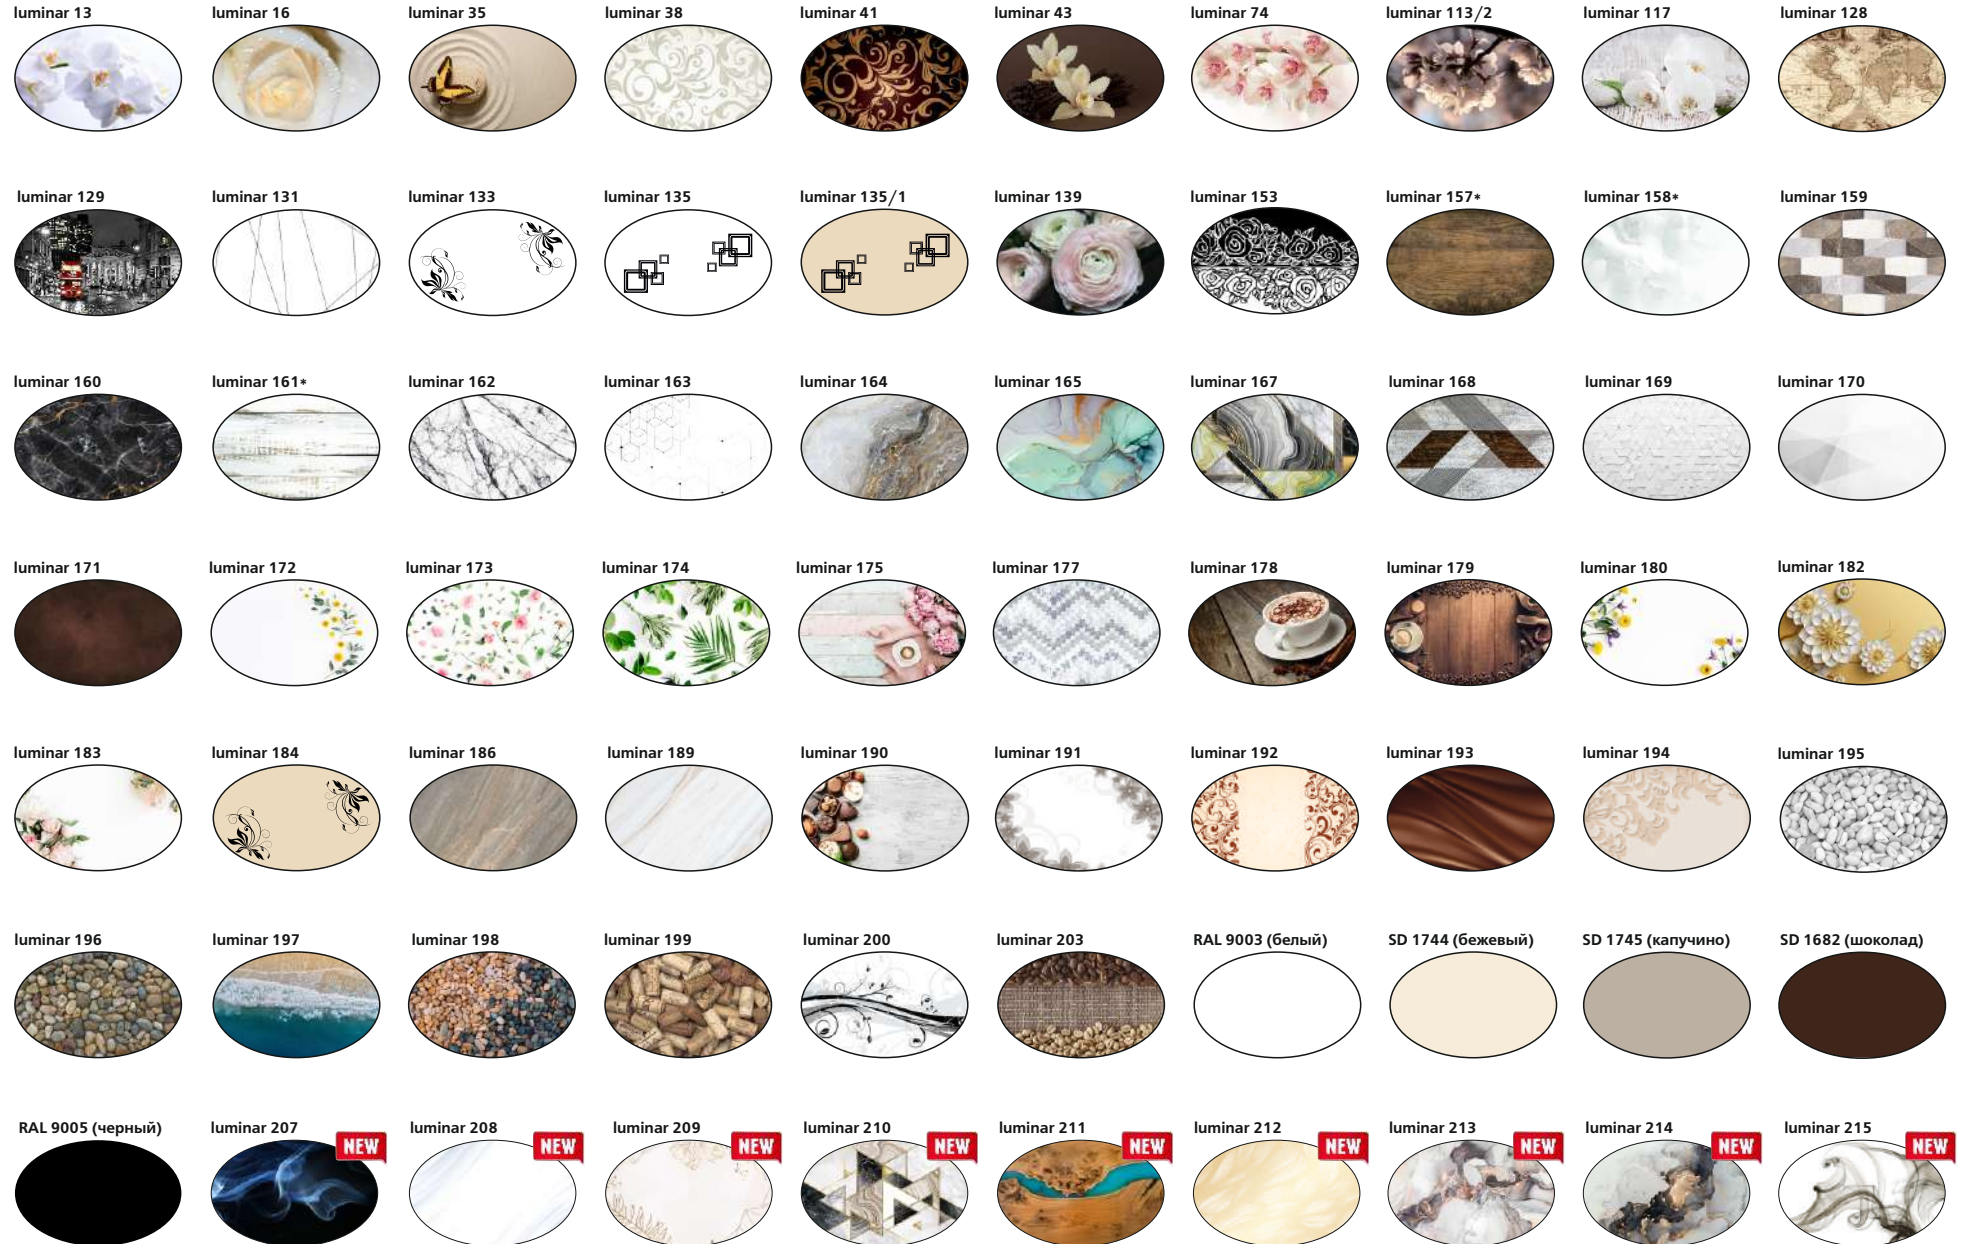 luminar 13 luminar 16 luminar 35 luminar 38 luminar 41 luminar 43 luminar 74 luminar 113/2 luminar 117 luminar 128
luminar 129 luminar 131 luminar 133 luminar 135 luminar 135/1 luminar 139 luminar 153 luminar 157* luminar 158* luminar 159
luminar 160 luminar 161* luminar 162 luminar 163 luminar 164 luminar 165 luminar 167 luminar 168 luminar 169 luminar 170
luminar 171 luminar 172 luminar 173 luminar 174 luminar 175 luminar 177 luminar 178 luminar 179 luminar 180 luminar 182
luminar 183 luminar 184 luminar 186 luminar 189 luminar 190 luminar 191 luminar 192 luminar 193 luminar 194 luminar 195
luminar 196 luminar 197 luminar 198 luminar 199 luminar 200 luminar 203 RAL 9003 (белый) SD 1744 (бежевый) SD 1745 (капучино) SD 1682 (шоколад)
RAL 9005 (черный) luminar 207 luminar 208 luminar 209 luminar 210 luminar 211 luminar 212 luminar 213 luminar 214 luminar 215
NEW NEW NEW NEW NEW NEW NEW NEW NEW